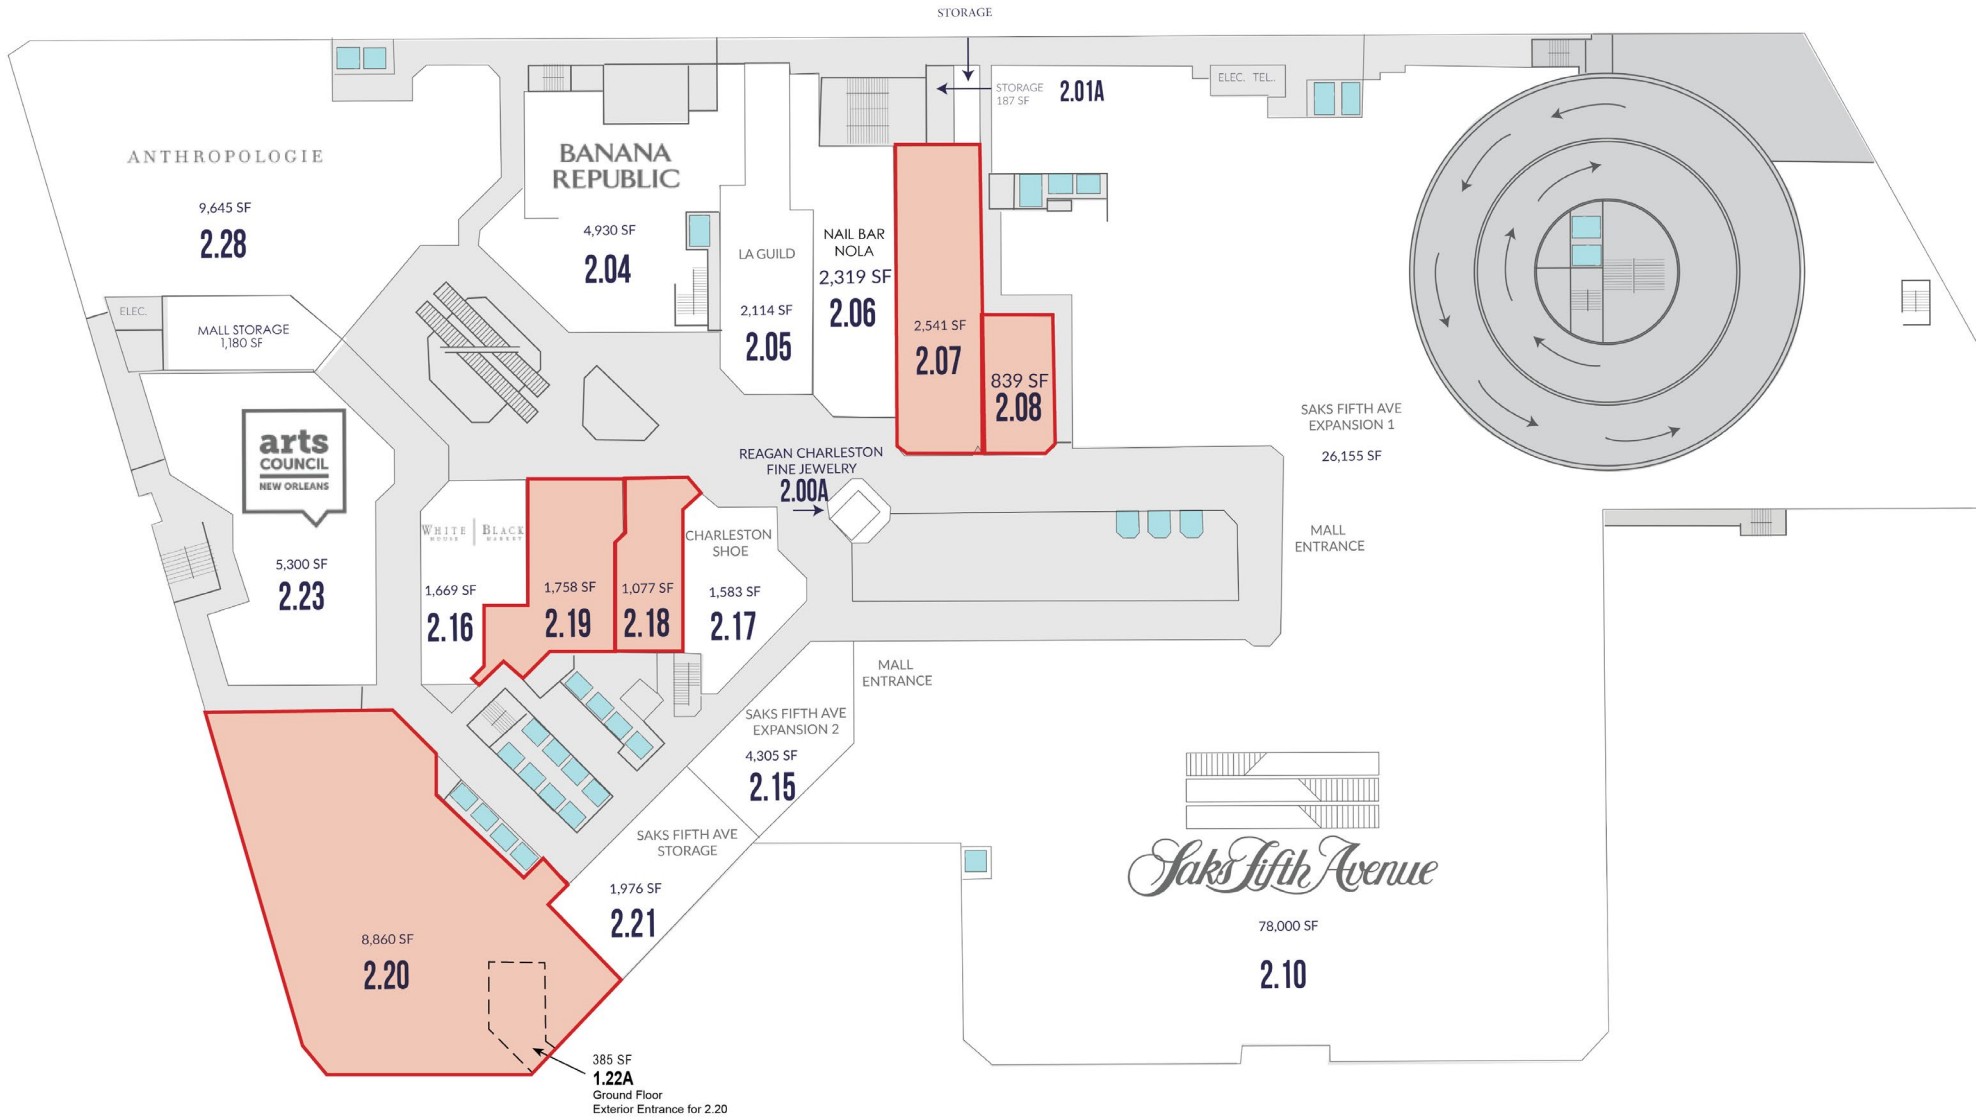 STORAGE
STORAGE
187 SF
2.01A
ELEC. TEL..
ANTHROPOLOGIE
9,645 SF
2.28
BANANA
REPUBLIC
4,930 SF
2.04
LA GUILD
2,114 SF
2.05
NAIL BAR
NOLA
2,319 SF
2.06
2,541 SF
2.07
839 SF
2.08
ELEC.
MALL STORAGE
1,180 SF
arts
COUNCIL
NEW ORLEANS
5,300 SF
2.23
SAKS FIFTH AVE
EXPANSION 1
26,155 SF
REAGAN CHARLESTON
FINE JEWELRY
2.00A
WHITE BLACK
HOUSE MARKET
1,669 SF
2.16
1,758 SF
2.19
1,077 SF
2.18
CHARLESTON
SHOE
1,583 SF
2.17
MALL
ENTRANCE
MALL
ENTRANCE
SAKS FIFTH AVE
EXPANSION 2
4,305 SF
2.15
SAKS FIFTH AVE
STORAGE
1,976 SF
2.21
Saks Fifth Avenue
78,000 SF
2.10
8,860 SF
2.20
385 SF
1.22A
Ground Floor
Exterior Entrance for 2.20